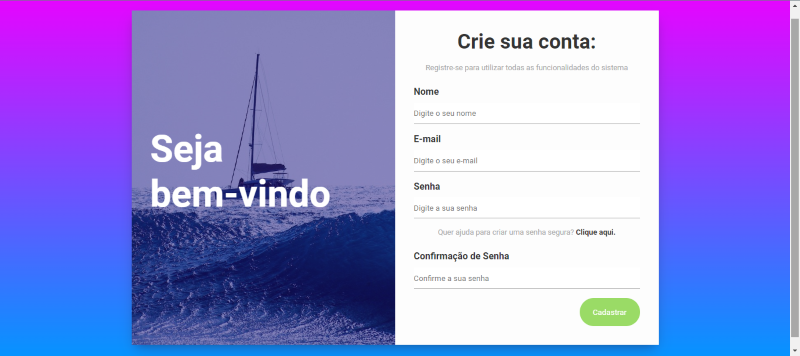 Seja
bem-vindo
Crie sua conta:
Registre-se para utilizar todas as funcionalidades do sistema
Nome
Digite o seu nome
E-mail
Digite o seu e-mail
Senha
Digite a sua senha
Quer ajuda para criar uma senha segura? Clique aqui.
Confirmação de Senha
Confirme a sua senha
Cadastrar